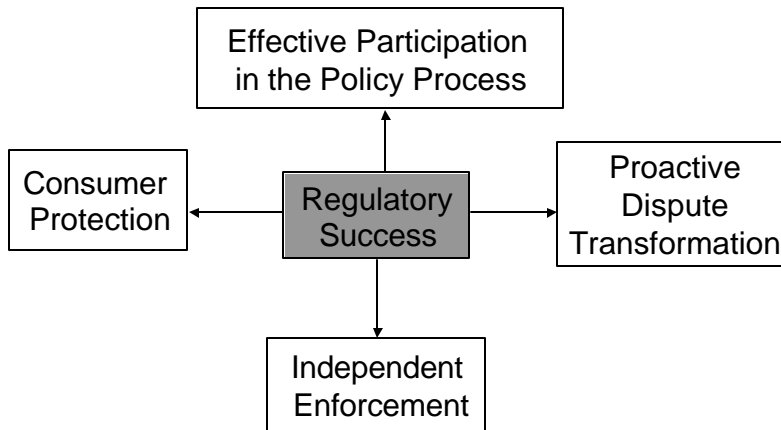 Effective Participation
in the Policy Process
Consumer
Protection
Regulatory
Success
Proactive
Dispute
Transformation
Independent
Enforcement